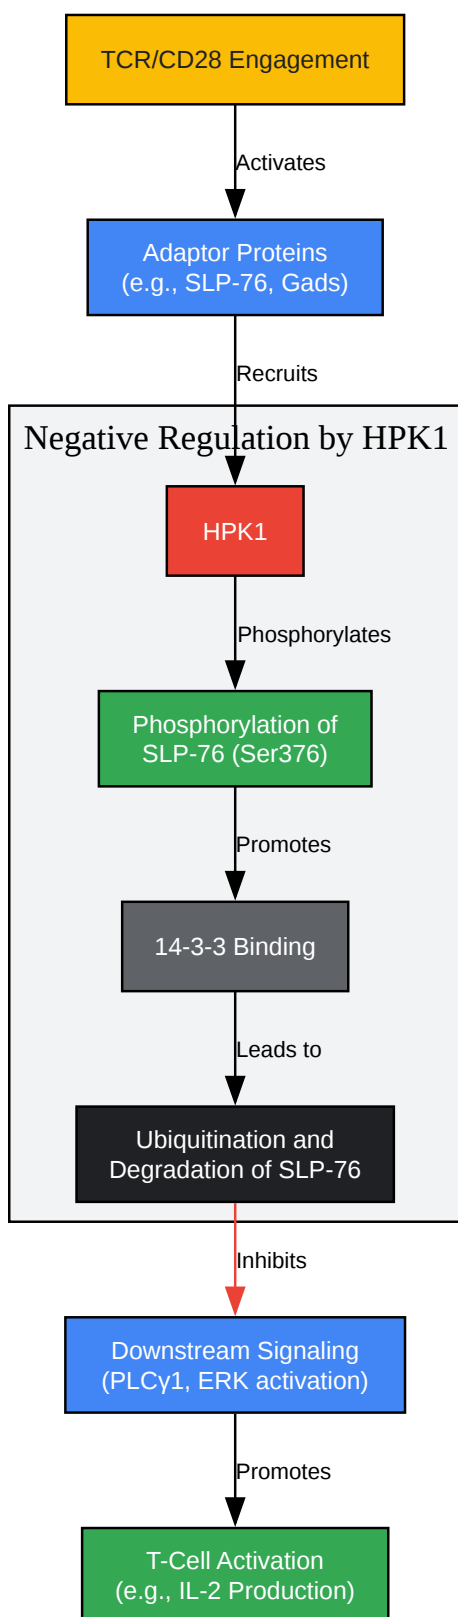 TCR/CD28 Engagement
Activates
Adaptor Proteins
(e.g., SLP-76, Gads)
Recruits
Negative Regulation by HPK1
HPK1
Phosphorylates
Phosphorylation of
SLP-76 (Ser376)
Promotes
14-3-3 Binding
Leads to
Ubiquitination and
Degradation of SLP-76
Inhibits
Downstream Signaling
(PLCγ1, ERK activation)
Promotes
T-Cell Activation
(e.g., IL-2 Production)